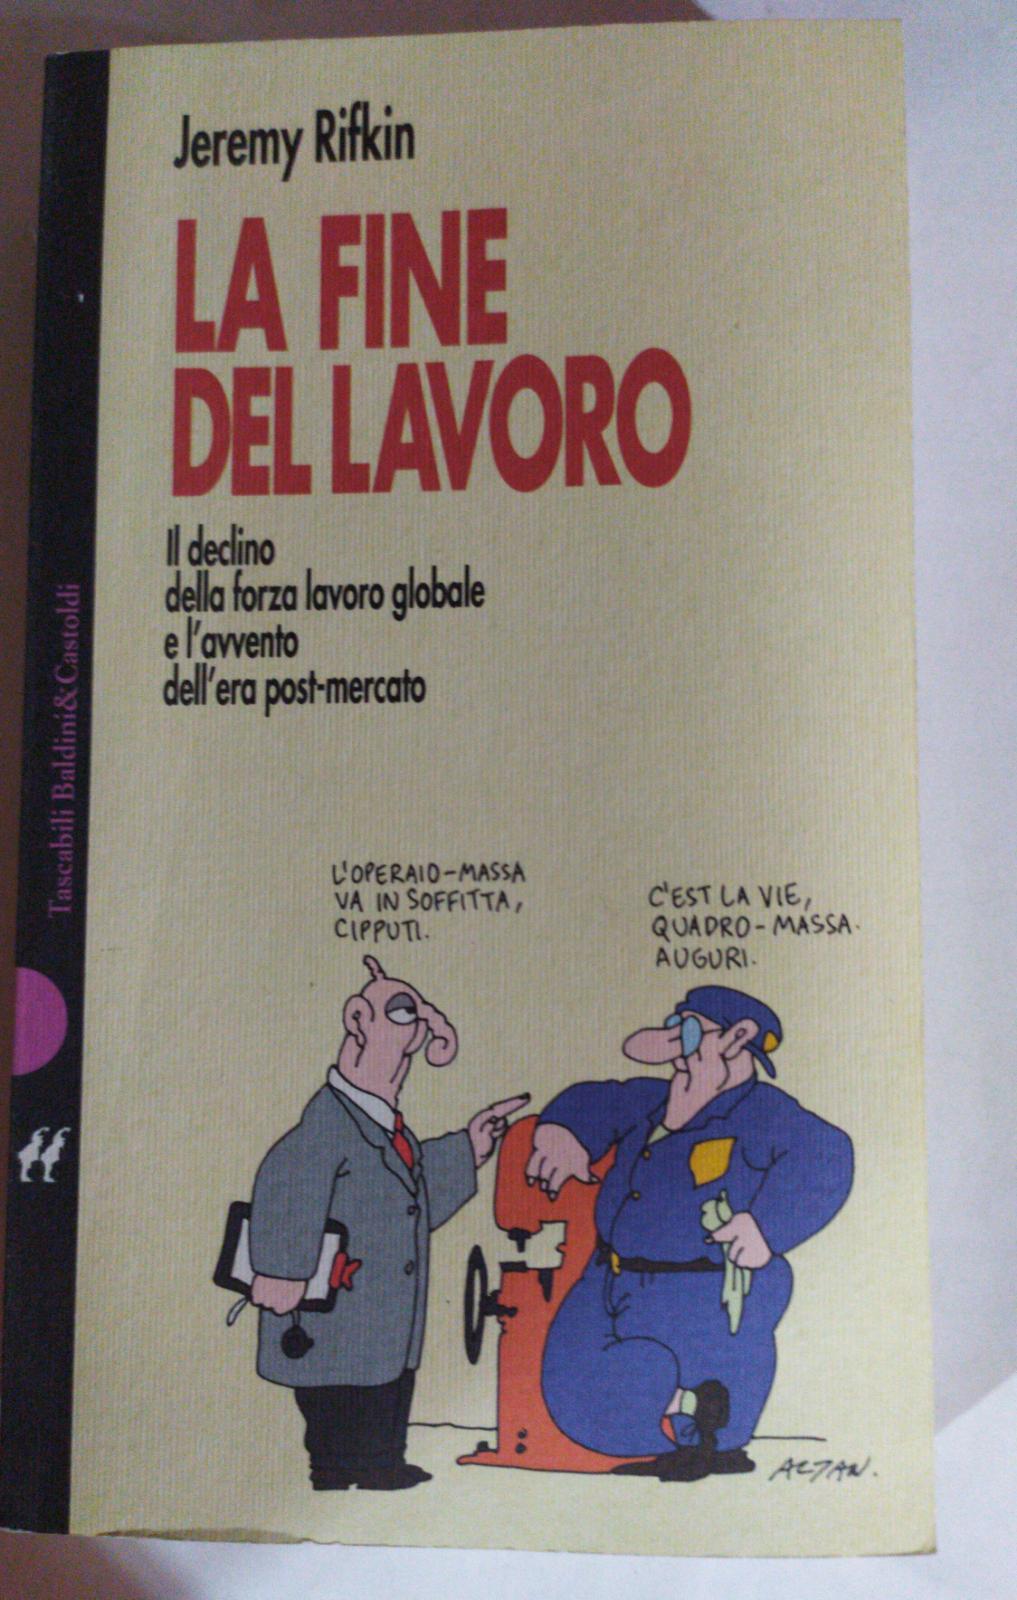 Jeremy Rifkin
LA FINE
DEL LAVORO
Il declino
della forza lavoro globale
e l'avvento
dell'era post-mercato
Tascabili Baldini&Castoldi
L'OPERAIO-MASSA
VA IN SOFFITTA,
CIPPUTI.
C'EST LA VIE,
QUADRO-MASSA.
AUGURI.
ALTAN.